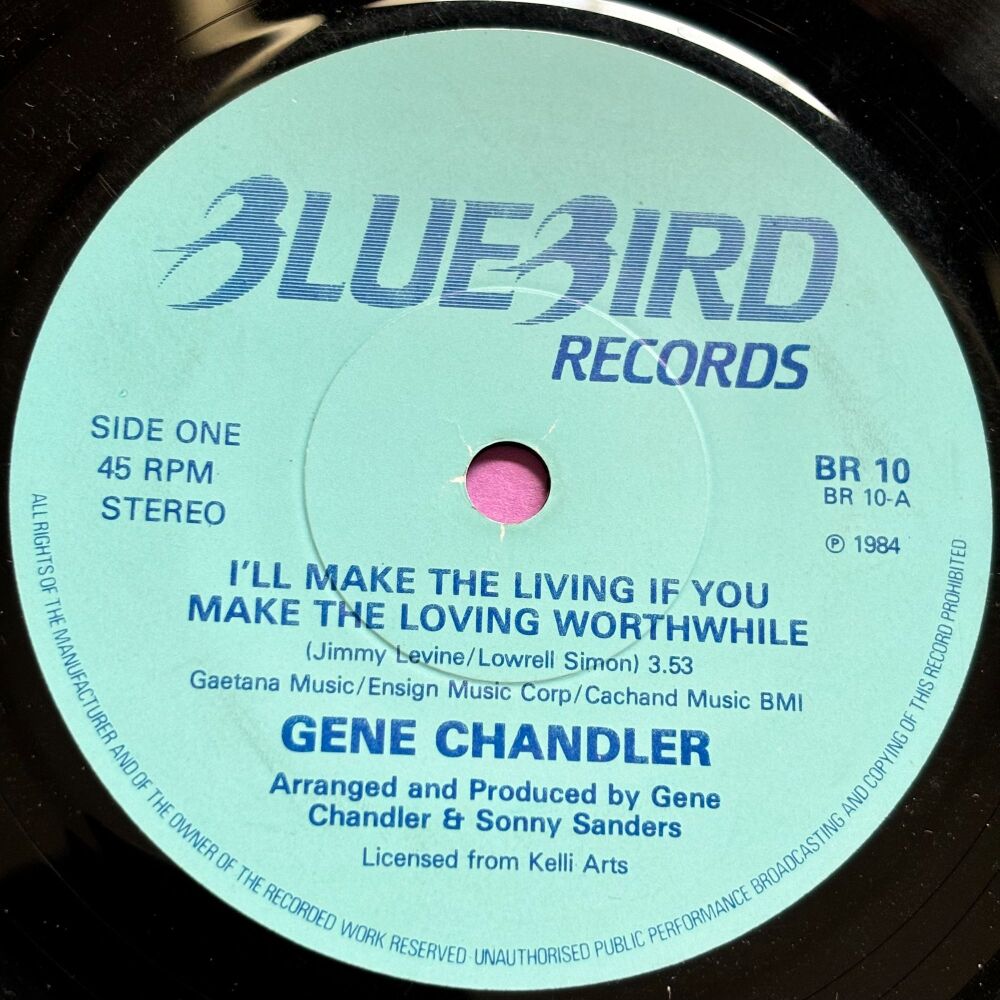 BLUEBIRD
RECORDS
SIDE ONE
45 RPM
STEREO
BR 10
BR 10-A
℗ 1984
I'LL MAKE THE LIVING IF YOU
MAKE THE LOVING WORTHWHILE
(Jimmy Levine/Lowrell Simon) 3.53
Gaetana Music/Ensign Music Corp/Cachand Music BMI
GENE CHANDLER
Arranged and Produced by Gene
Chandler & Sonny Sanders
Licensed from Kelli Arts
ALL RIGHTS OF THE MANUFACTURER AND OF THE OWNER OF THE RECORDED WORK RESERVED·UNAUTHORISED PUBLIC PERFORMANCE BROADCASTING AND COPYING OF THIS RECORD PROHIBITED